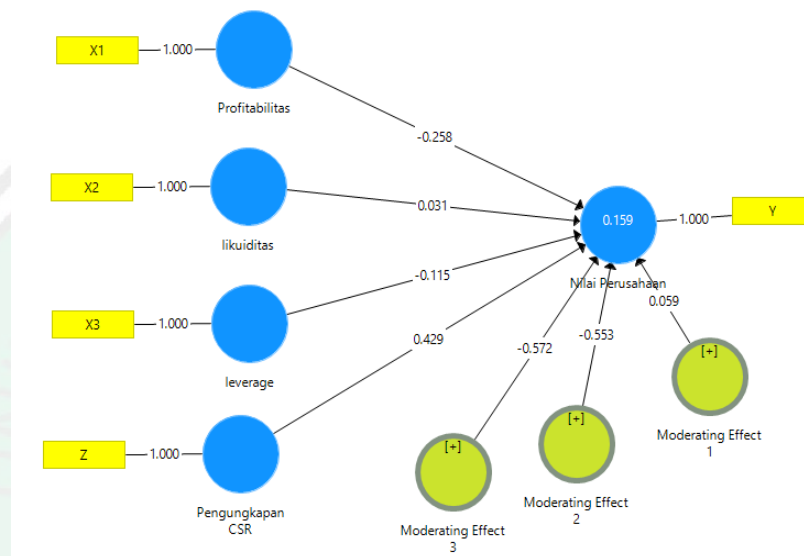 X1
1.000
Profitabilitas
-0.258
X2
1.000
likuiditas
0.031
0.159
1.000
Y
Nilai Perusahaan
X3
1.000
leverage
-0.115
0.059
0.429
-0.572
-0.553
[+]
Moderating Effect
1
Z
1.000
Pengungkapan
CSR
[+]
Moderating Effect
2
[+]
Moderating Effect
3